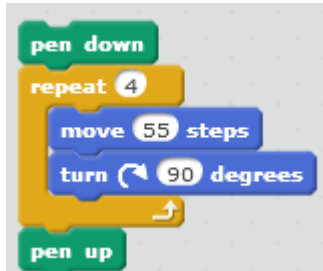 pen down
repeat 4
move 55 steps
turn 90 degrees
pen up